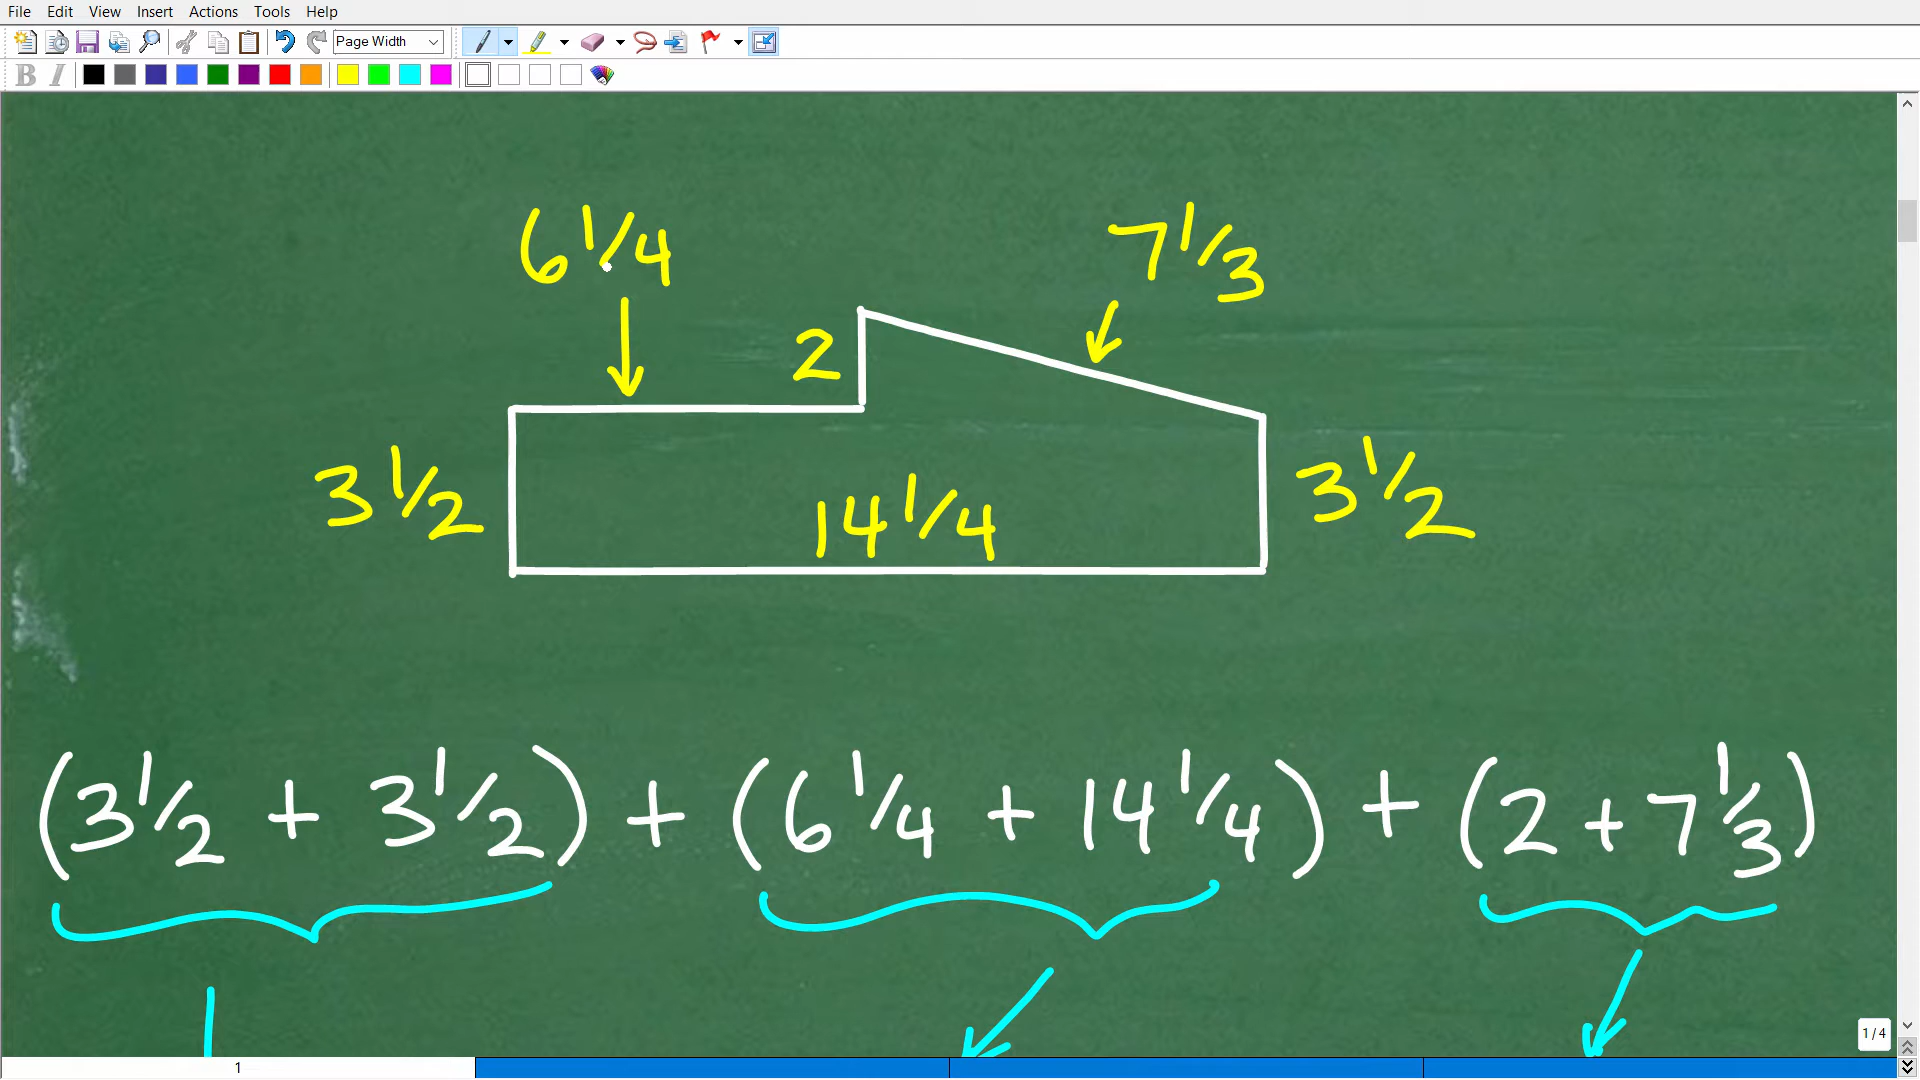 File Edit View Insert Actions Tools Help
Page Width
B I
6 1/4
7 1/3
2
3 1/2
14 1/4
3 1/2
(3 1/2 + 3 1/2) + (6 1/4 + 14 1/4) + (2 + 7 1/3)
1 / 4
1